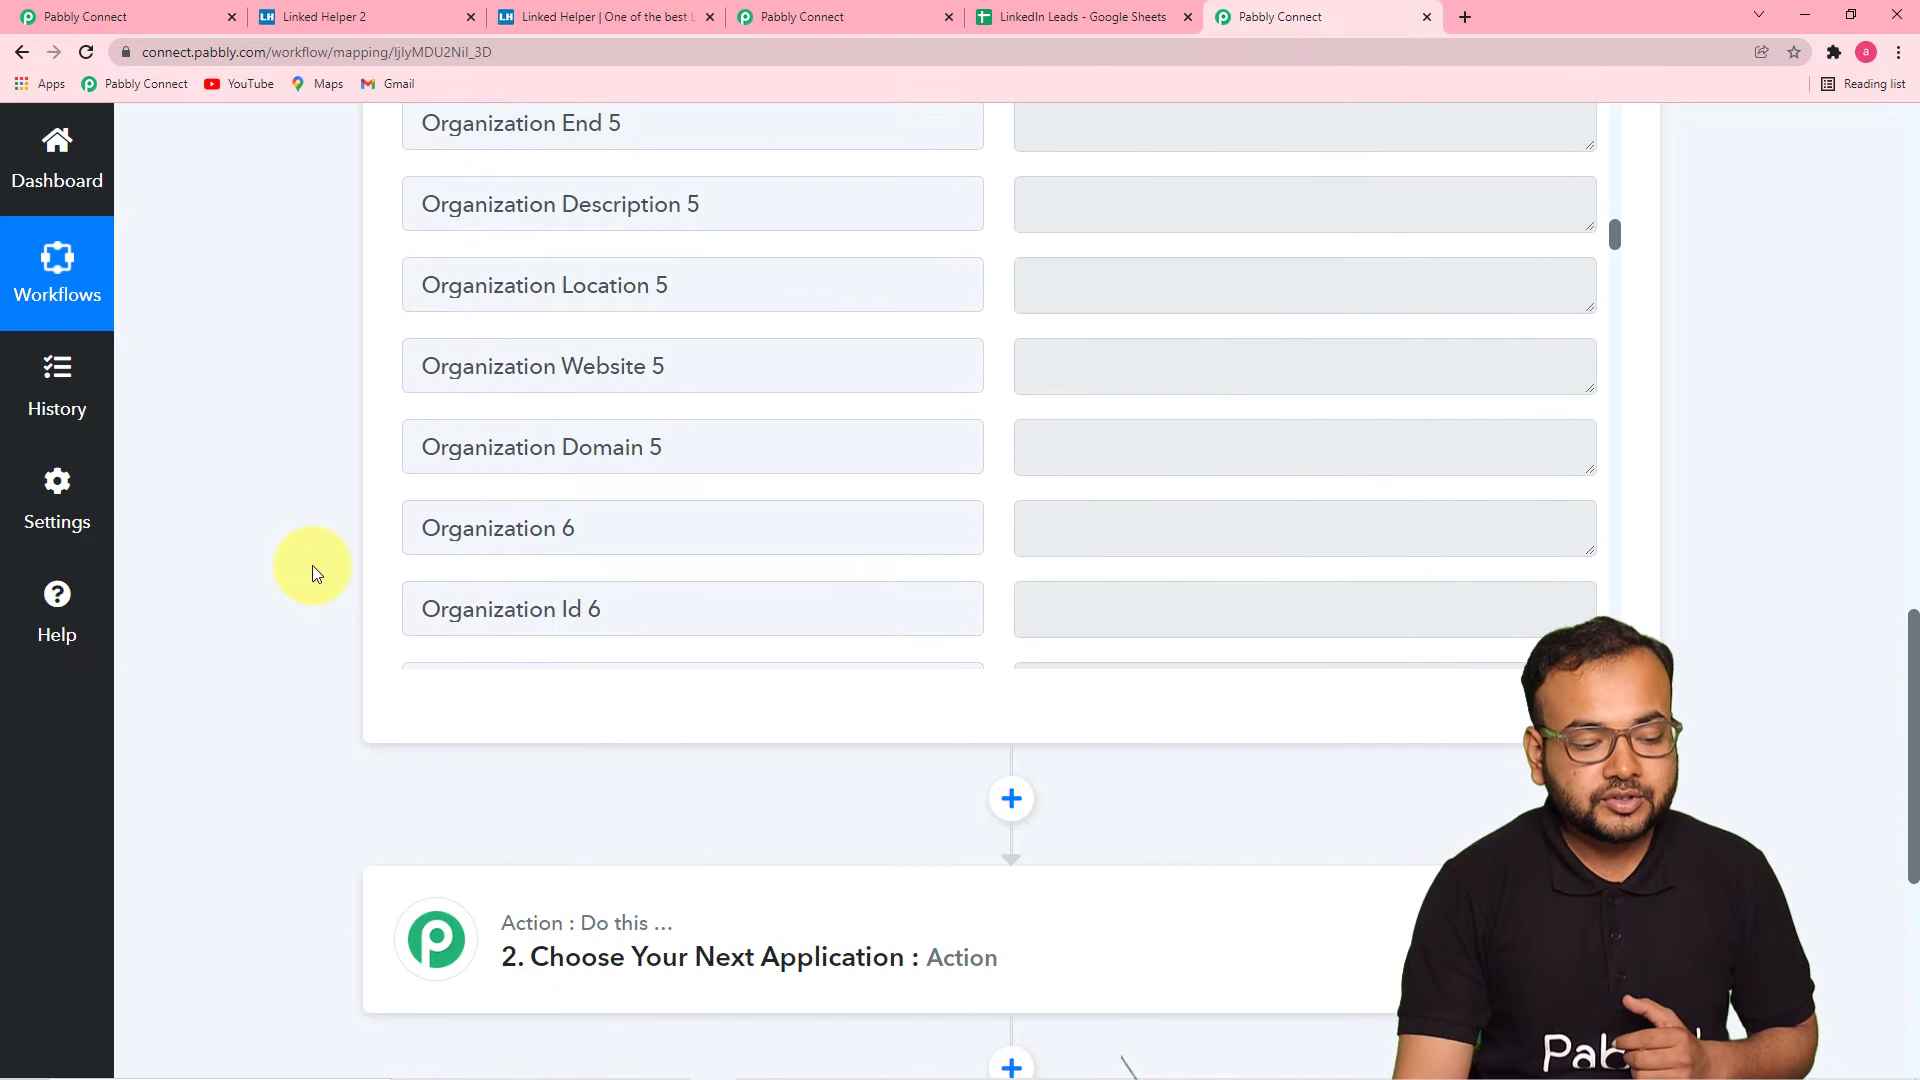 Pabbly Connect
Linked Helper 2
Linked Helper | One of the best L
Pabbly Connect
LinkedIn Leads - Google Sheets
Pabbly Connect
connect.pabbly.com/workflow/mapping/IjIyMDU2NiI_3D
a
Apps
Pabbly Connect
YouTube
Maps
Gmail
Reading list
Dashboard
Workflows
History
Settings
Help
Organization End 5
Organization Description 5
Organization Location 5
Organization Website 5
Organization Domain 5
Organization 6
Organization Id 6
Action : Do this ...
2. Choose Your Next Application : Action
Pab